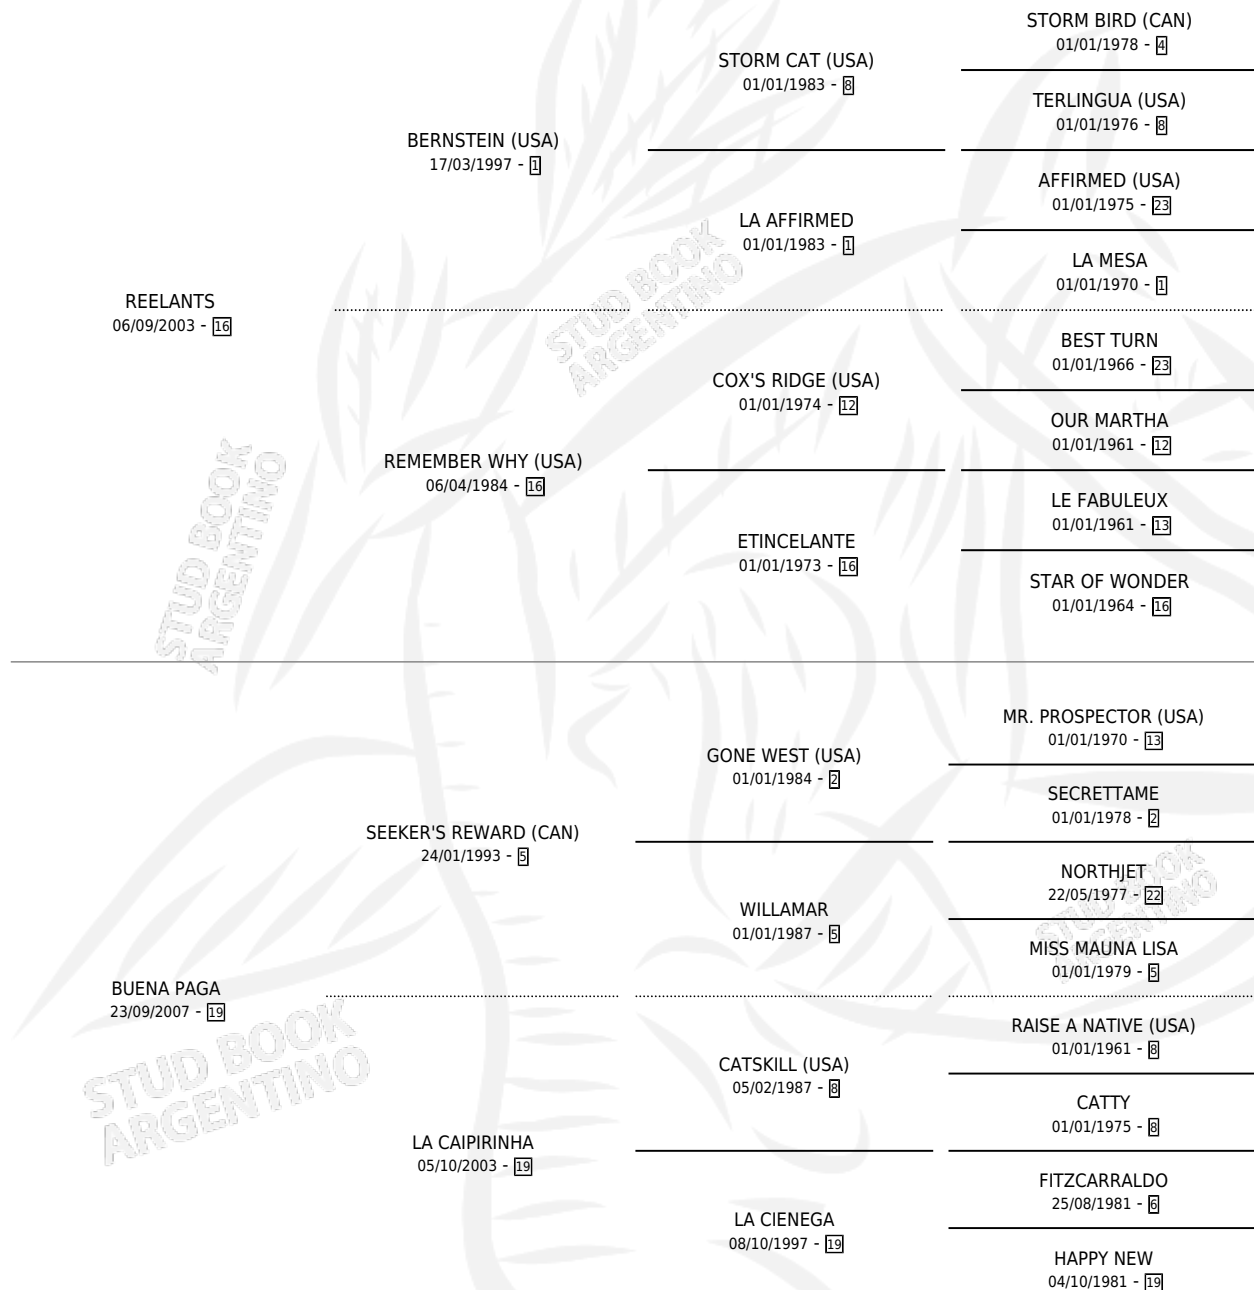 STORM BIRD (CAN)
01/01/1978 - 4
STORM CAT (USA)
01/01/1983 - 8
TERLINGUA (USA)
01/01/1976 - 8
BERNSTEIN (USA)
17/03/1997 - 1
AFFIRMED (USA)
01/01/1975 - 23
LA AFFIRMED
01/01/1983 - 1
LA MESA
01/01/1970 - 1
REELANTS
06/09/2003 - 16
BEST TURN
01/01/1966 - 23
COX'S RIDGE (USA)
01/01/1974 - 12
OUR MARTHA
01/01/1961 - 12
REMEMBER WHY (USA)
06/04/1984 - 16
LE FABULEUX
01/01/1961 - 13
ETINCELANTE
01/01/1973 - 16
STAR OF WONDER
01/01/1964 - 16
MR. PROSPECTOR (USA)
01/01/1970 - 13
GONE WEST (USA)
01/01/1984 - 2
SECRETTAME
01/01/1978 - 2
SEEKER'S REWARD (CAN)
24/01/1993 - 5
NORTHJET
22/05/1977 - 22
WILLAMAR
01/01/1987 - 5
MISS MAUNA LISA
01/01/1979 - 5
BUENA PAGA
23/09/2007 - 19
RAISE A NATIVE (USA)
01/01/1961 - 8
CATSKILL (USA)
05/02/1987 - 8
CATTY
01/01/1975 - 8
LA CAIPIRINHA
05/10/2003 - 19
FITZCARRALDO
25/08/1981 - 6
LA CIENEGA
08/10/1997 - 19
HAPPY NEW
04/10/1981 - 19
STUD BOOK
ARGENTINO
STUD BOOK
ARGENTINO
STUD BOOK
ARGENTINO
STUD BOOK
ARGENTINO